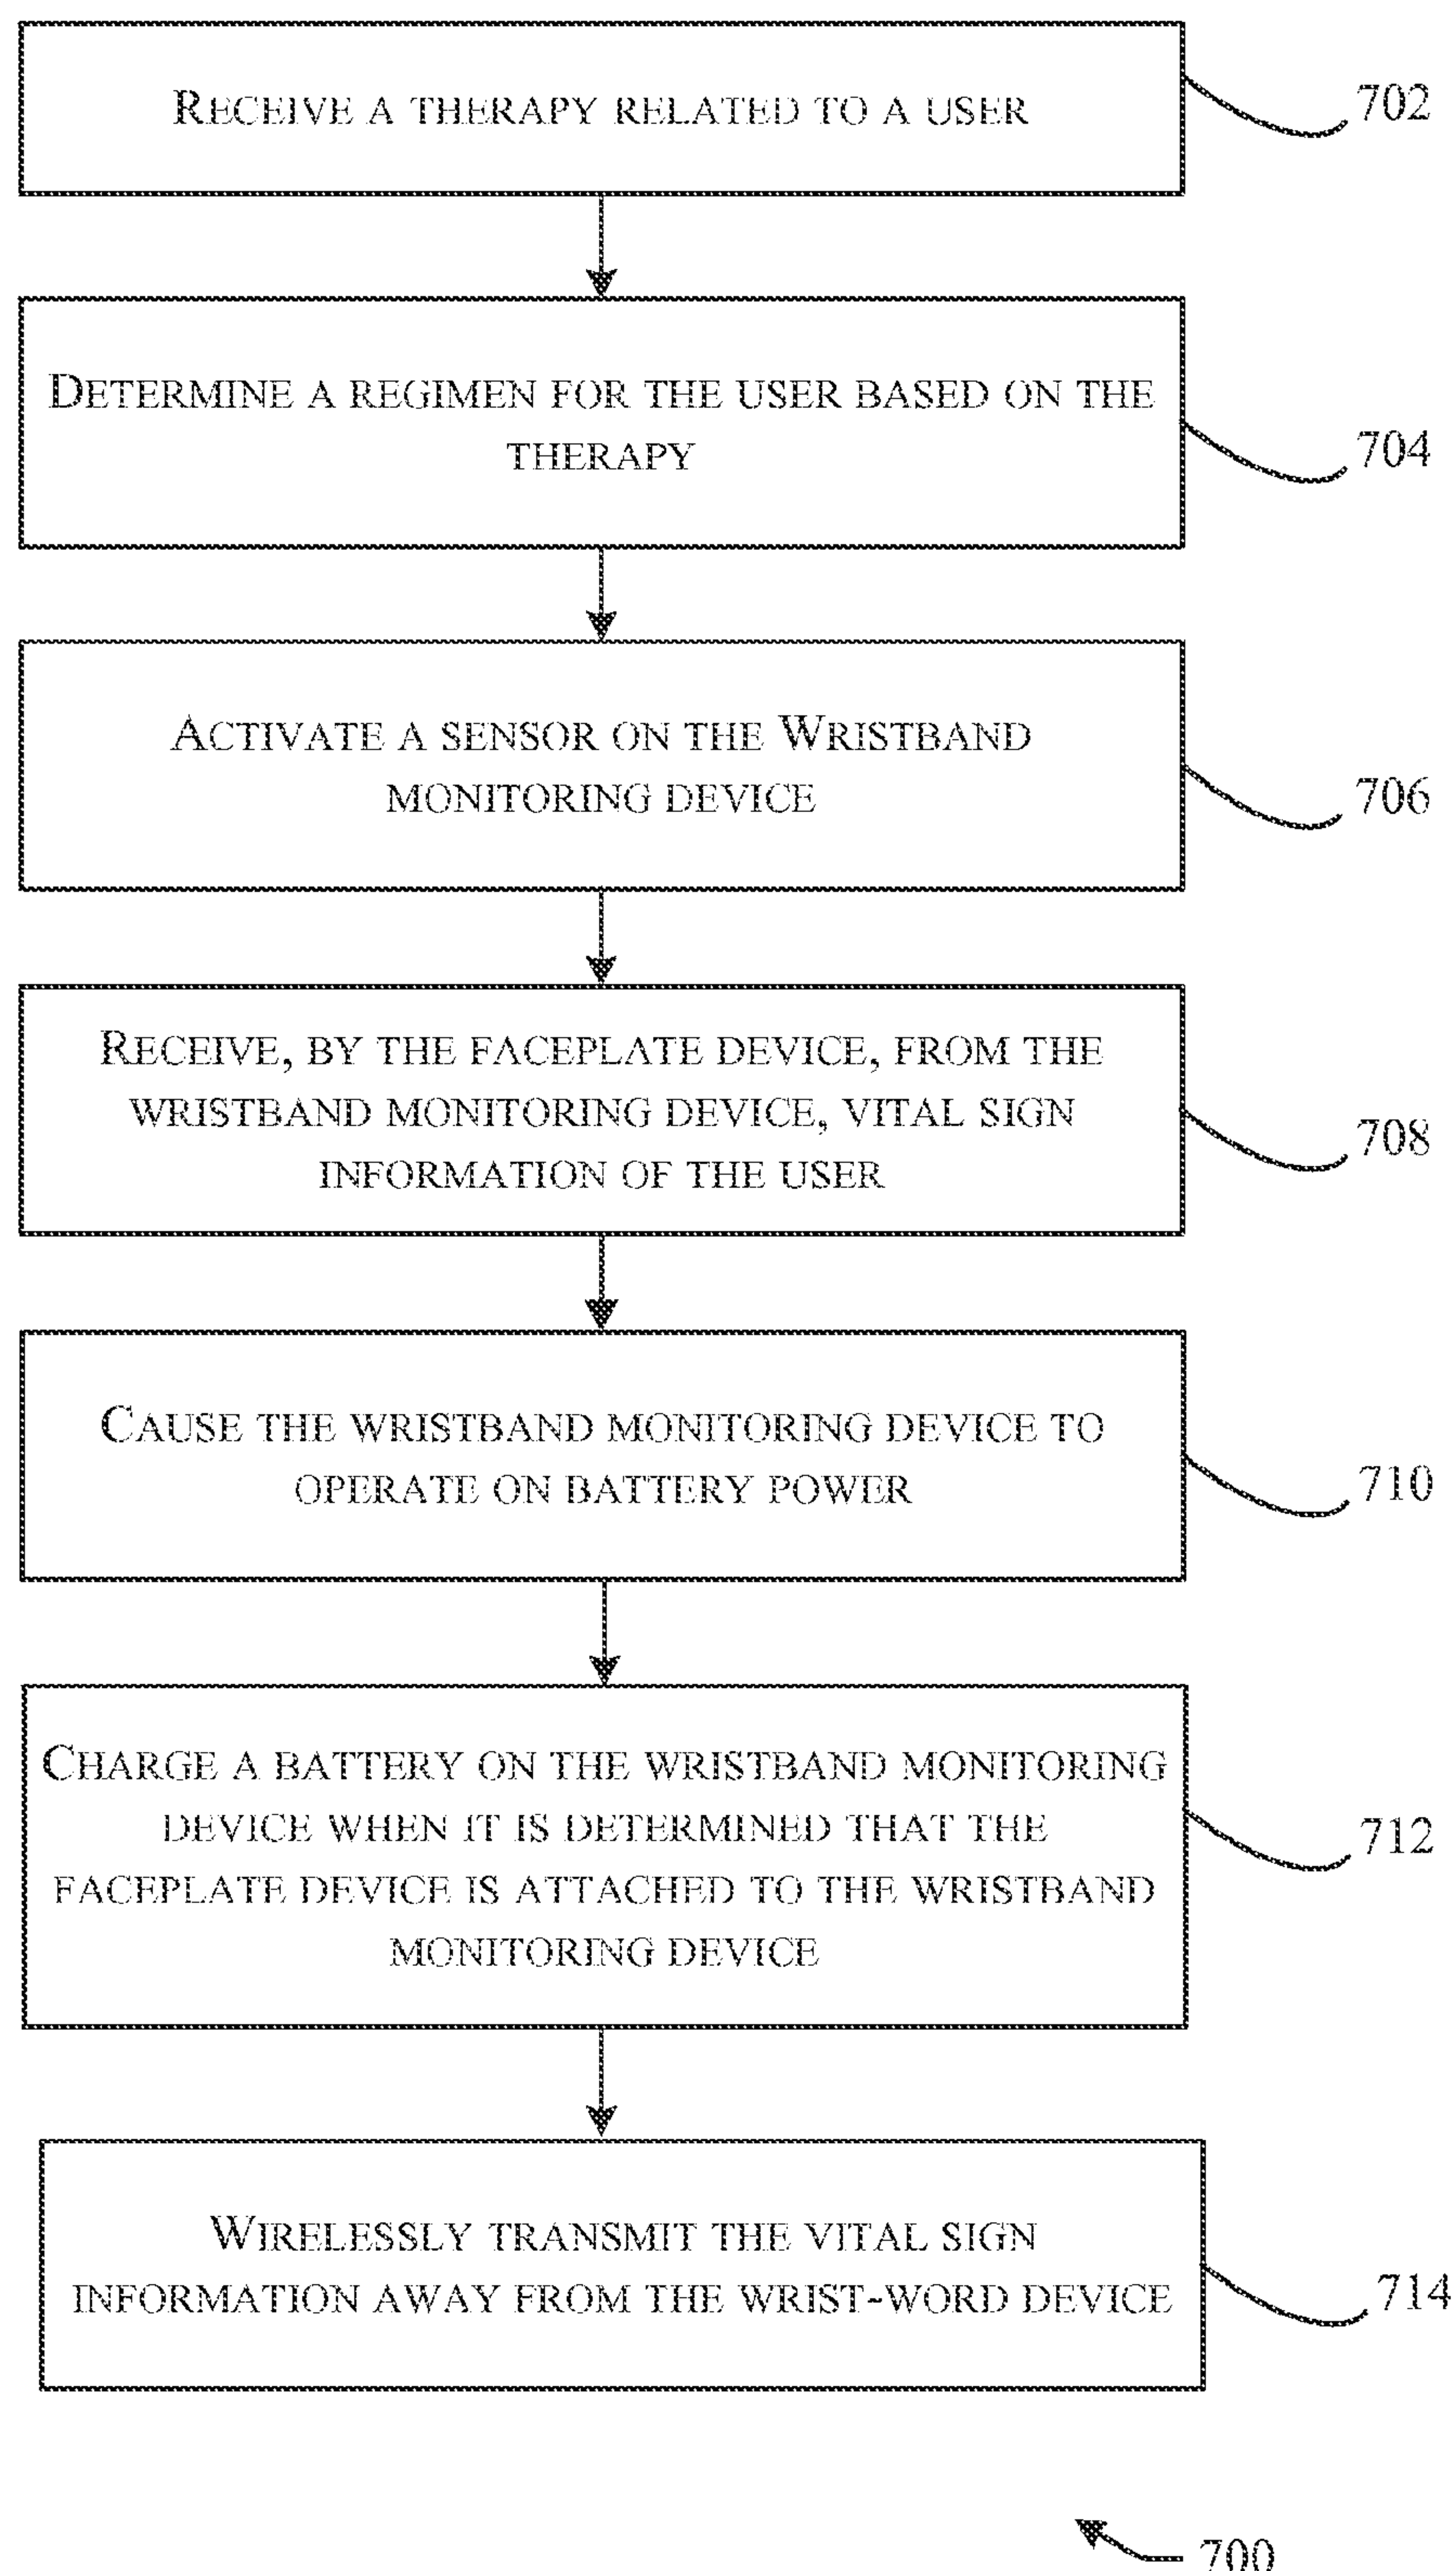 RECEIVE A THERAPY RELATED TO A USER
702
DETERMINE A REGIMEN FOR THE USER BASED ON THE
THERAPY
704
ACTIVATE A SENSOR ON THE WRISTBAND
MONITORING DEVICE
706
RECEIVE, BY THE FACEPLATE DEVICE, FROM THE
WRISTBAND MONITORING DEVICE, VITAL SIGN
INFORMATION OF THE USER
708
CAUSE THE WRISTBAND MONITORING DEVICE TO
OPERATE ON BATTERY POWER
710
CHARGE A BATTERY ON THE WRISTBAND MONITORING
DEVICE WHEN IT IS DETERMINED THAT THE
FACEPLATE DEVICE IS ATTACHED TO THE WRISTBAND
MONITORING DEVICE
712
WIRELESSLY TRANSMIT THE VITAL SIGN
INFORMATION AWAY FROM THE WRIST-WORD DEVICE
714
700